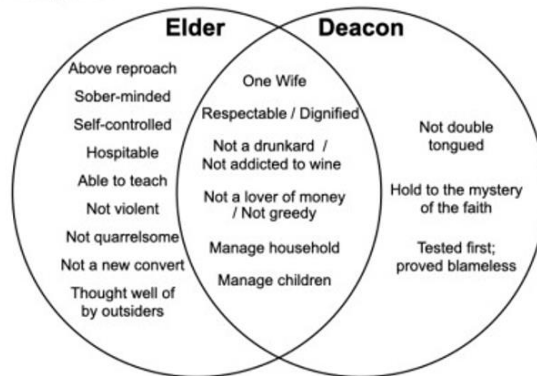 Elder
Deacon
Above reproach
Sober-minded
Self-controlled
Hospitable
Able to teach
Not violent
Not quarrelsome
Not a new convert
Thought well of
by outsiders
One Wife
Respectable / Dignified
Not a drunkard /
Not addicted to wine
Not a lover of money
/ Not greedy
Manage household
Manage children
Not double
tongued
Hold to the mystery
of the faith
Tested first;
proved blameless